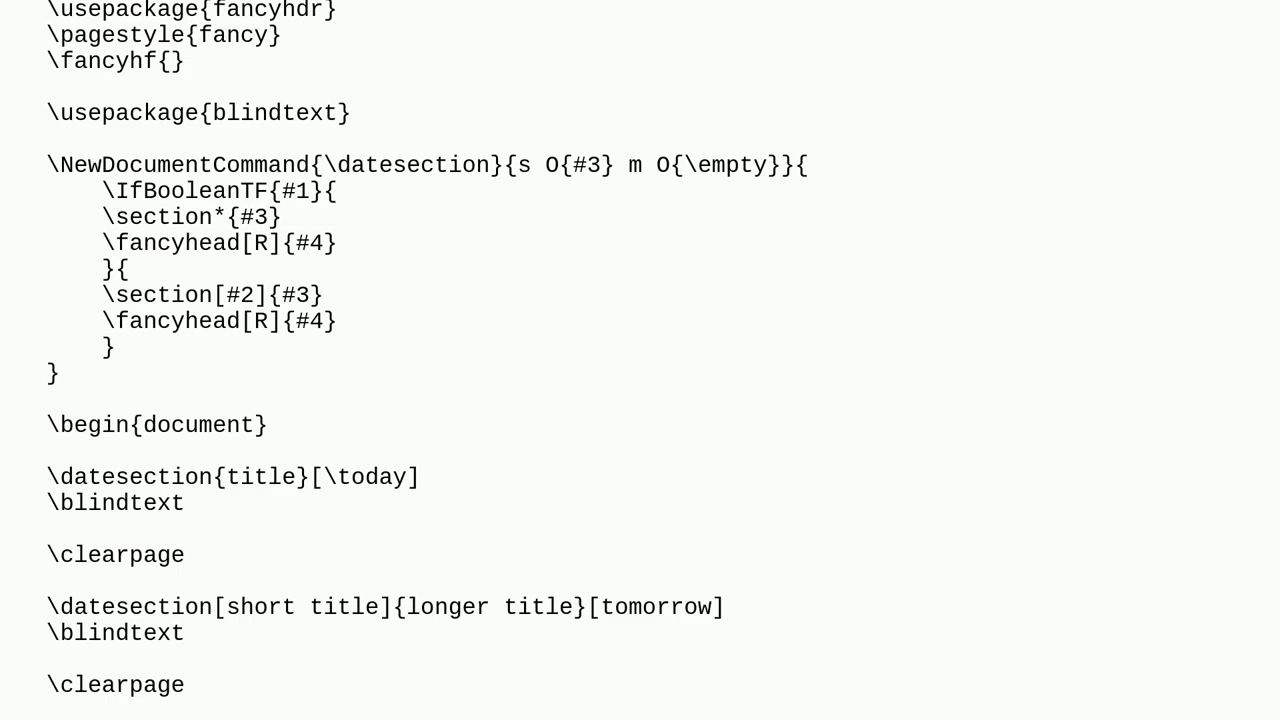 \usepackage{fancyhdr}
\pagestyle{fancy}
\fancyhf{}
\usepackage{blindtext}
\NewDocumentCommand{\datesection}{s O{#3} m O{\empty}}{
    \IfBooleanTF{#1}{
    \section*{#3}
    \fancyhead[R]{#4}
    }{
    \section[#2]{#3}
    \fancyhead[R]{#4}
    }
}
\begin{document}
\datesection{title}[\today]
\blindtext
\clearpage
\datesection[short title]{longer title}[tomorrow]
\blindtext
\clearpage